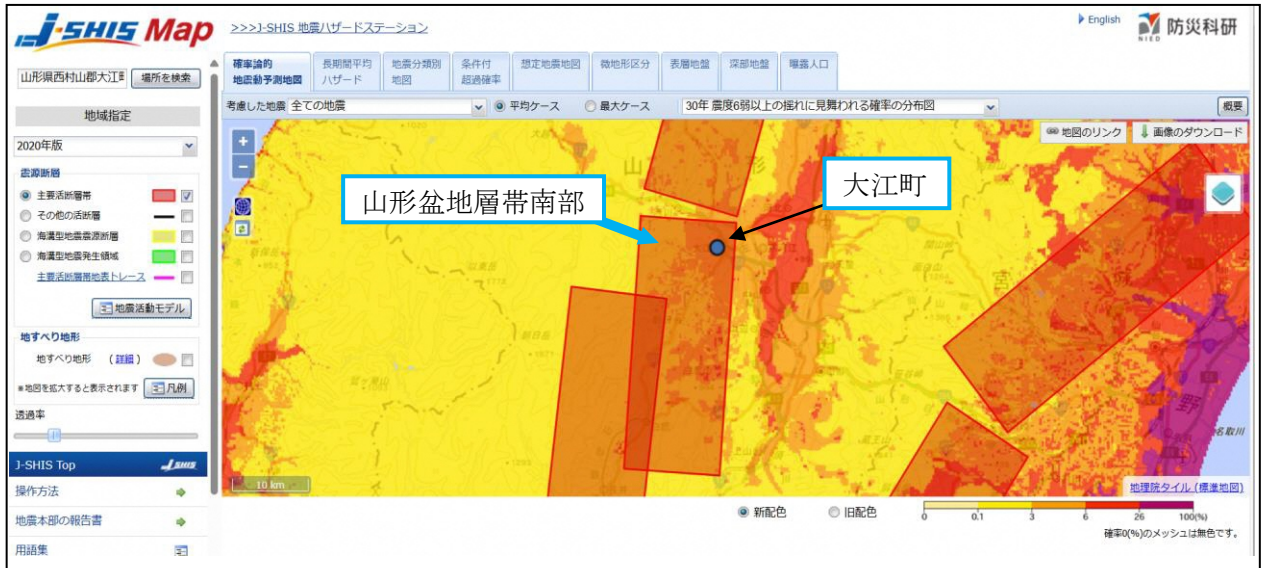 J-SHIS Map
>>>J-SHIS 地震ハザードステーション
English
NIED 防災科研
山形県西村山郡大江町
場所を検索
確率論的
地震動予測地図
長期間平均
ハザード
地震分類別
地図
条件付
超過確率
想定地震地図
微地形区分
表層地盤
深部地盤
曝露人口
考慮した地震 全ての地震
平均ケース
最大ケース
30年 震度6弱以上の揺れに見舞われる確率の分布図
概要
地域指定
2020年版
震源断層
主要活断層帯
その他の活断層
海溝型地震震源断層
海溝型地震発生領域
主要活断層帯地表トレース
地震活動モデル
地すべり地形
地すべり地形 (詳細)
※地図を拡大すると表示されます
凡例
透過率
J-SHIS Top
J-SHIS
操作方法
地震本部の報告書
用語集
+
−
地図のリンク
画像のダウンロード
山形盆地層帯南部
大江町
山
形
宮
野
名取川
10 km
地理院タイル (標準地図)
新配色
旧配色
0 0.1 3 6 26 100(%)
確率0(%)のメッシュは無色です。